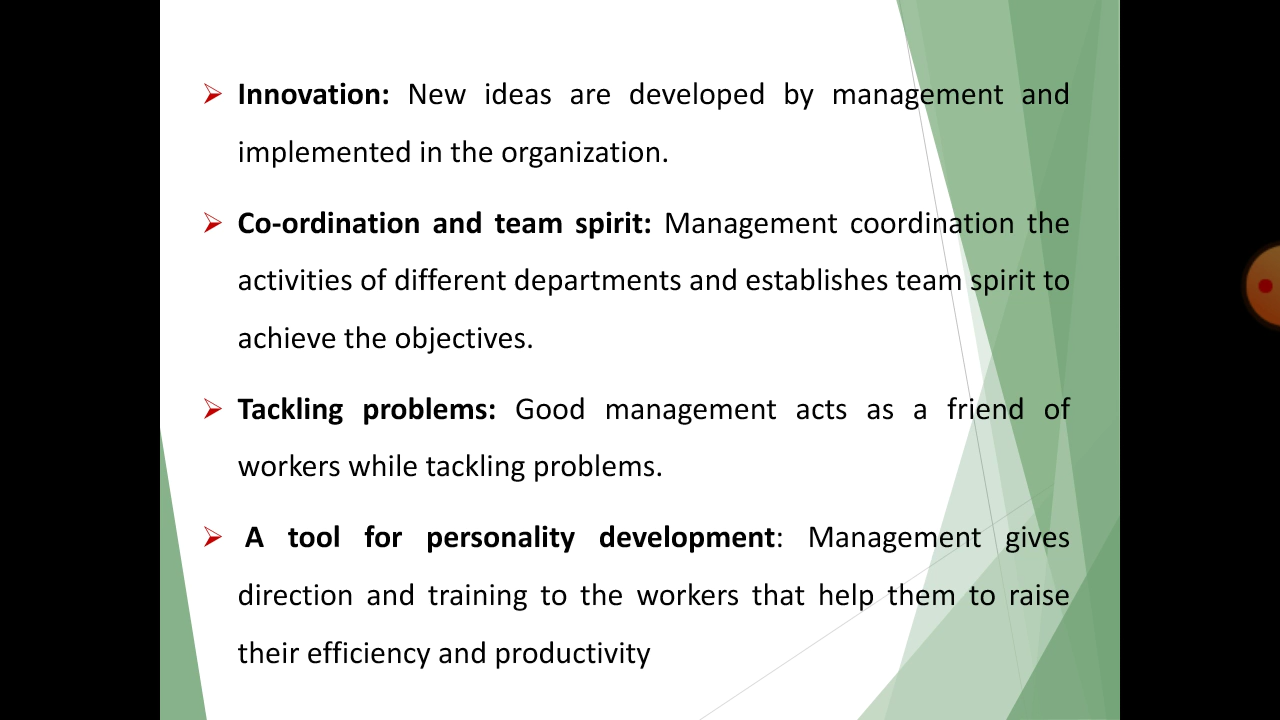 Innovation: New ideas are developed by management and
implemented in the organization.
Co-ordination and team spirit: Management coordination the
activities of different departments and establishes team spirit to
achieve the objectives.
Tackling problems: Good management acts as a friend of
workers while tackling problems.
A tool for personality development: Management gives
direction and training to the workers that help them to raise
their efficiency and productivity